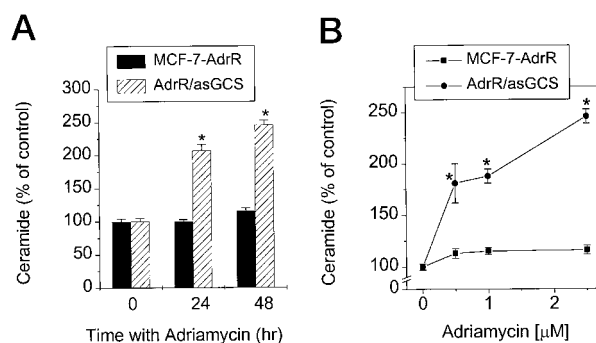 A
MCF-7-AdrR
AdrR/asGCS
Ceramide (% of control)
300
250
200
150
100
50
0
*
*
0 24 48
Time with Adriamycin (hr)
B
MCF-7-AdrR
AdrR/asGCS
Ceramide (% of control)
250
200
150
100
0
*
*
*
0 1 2
Adriamycin [µM]